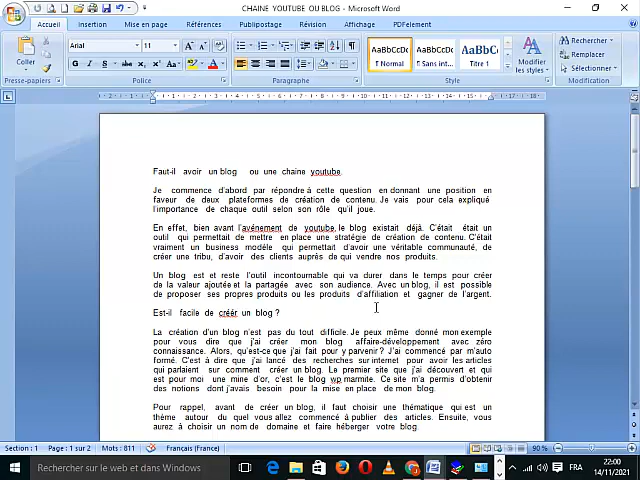 CHAINE YOUTUBE OU BLOG - Microsoft Word
Accueil Insertion Mise en page Références Publipostage Révision Affichage PDFelement
Coller
Arial 11
G I S abc x₂ x² Aa
AaBbCcDc AaBbCcDc AaBbC
¶ Normal ¶ Sans int... Titre 1
Modifier les styles
Rechercher
Remplacer
Sélectionner
Presse-papiers Police Paragraphe Style Modification
Faut-il avoir un blog ou une chaine youtube.
Je commence d'abord par répondre à cette question en donnant une position en
faveur de deux plateformes de création de contenu. Je vais pour cela expliqué
l'importance de chaque outil selon son rôle qu'il joue.
En effet, bien avant l'avénement de youtube, le blog existait déjà. C'était était un
outil qui permettait de mettre en place une stratégie de création de contenu. C'était
vraiment un business modèle qui permettait d'avoir une véritable communauté, de
créer une tribu, d'avoir des clients auprès de qui vendre nos produits.
Un blog est et reste l'outil incontournable qui va durer dans le temps pour créer
de la valeur ajoutée et la partagée avec son audience. Avec un blog, il est possible
de proposer ses propres produits ou les produits d'affiliation et gagner de l'argent.
Est-il facile de créér un blog ?
La création d'un blog n'est pas du tout difficile. Je peux même donné mon exemple
pour vous dire que j'ai créer mon blog affaire-développement avec zéro
connaissance. Alors, qu'est-ce que j'ai fait pour y parvenir ? J'ai commencé par m'auto
formé. C'est à dire que j'ai lancé des recherches sur internet pour avoir les articles
qui parlaient sur comment créer un blog. Le premier site que j'ai découvert et qui
est pour moi une mine d'or, c'est le blog wp marmite. Ce site m'a permis d'obtenir
des notions dont j'avais besoin pour la mise en place de mon blog.
Pour rappel, avant de créer un blog, il faut choisir une thématique qui est un
thème autour du quel vous allez commencé à publier des articles. Ensuite, vous
aurez à choisir un nom de domaine et faire héberger votre blog.
Section : 1 Page : 1 sur 2 Mots : 811 Français (France) 90 %
Rechercher sur le web et dans Windows
FRA
22:00
14/11/2021